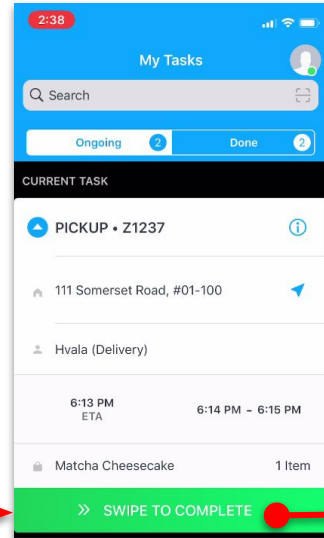 2:38
My Tasks
Search
Ongoing 2 Done 2
CURRENT TASK
PICKUP • Z1237
111 Somerset Road, #01-100
Hvala (Delivery)
6:13 PM 6:14 PM - 6:15 PM
ETA
Matcha Cheesecake 1 Item
SWIPE TO COMPLETE